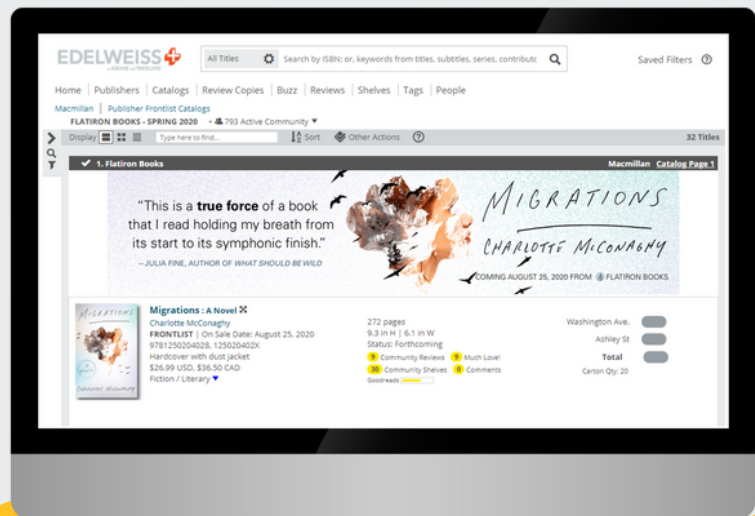 EDELWEISS+
by ABOVE the TREELINE
All Titles
Search by ISBN; or, keywords from titles, subtitles, series, contributo
Saved Filters ?
Home | Publishers | Catalogs | Review Copies | Buzz | Reviews | Shelves | Tags | People
Macmillan | Publisher Frontlist Catalogs
FLATIRON BOOKS - SPRING 2020 • 793 Active Community ▼
Display Type here to find... Sort Other Actions ? 32 Titles
✓ 1. Flatiron Books Macmillan Catalog Page 1
"This is a true force of a book
that I read holding my breath from
its start to its symphonic finish."
—JULIA FINE, AUTHOR OF WHAT SHOULD BE WILD
MIGRATIONS
CHARLOTTE McCONAGHY
COMING AUGUST 25, 2020 FROM FLATIRON BOOKS
MIGRATIONS
CHARLOTTE McCONAGHY
Migrations : A Novel
Charlotte McConaghy
FRONTLIST | On Sale Date: August 25, 2020
9781250204028, 125020402X
Hardcover with dust jacket
$26.99 USD, $36.50 CAD
Fiction / Literary ▼
272 pages
9.3 in H | 6.1 in W
Status: Forthcoming
9 Community Reviews 9 Much Love!
30 Community Shelves 0 Comments
Goodreads
Washington Ave.
Ashley St
Total
Carton Qty: 20